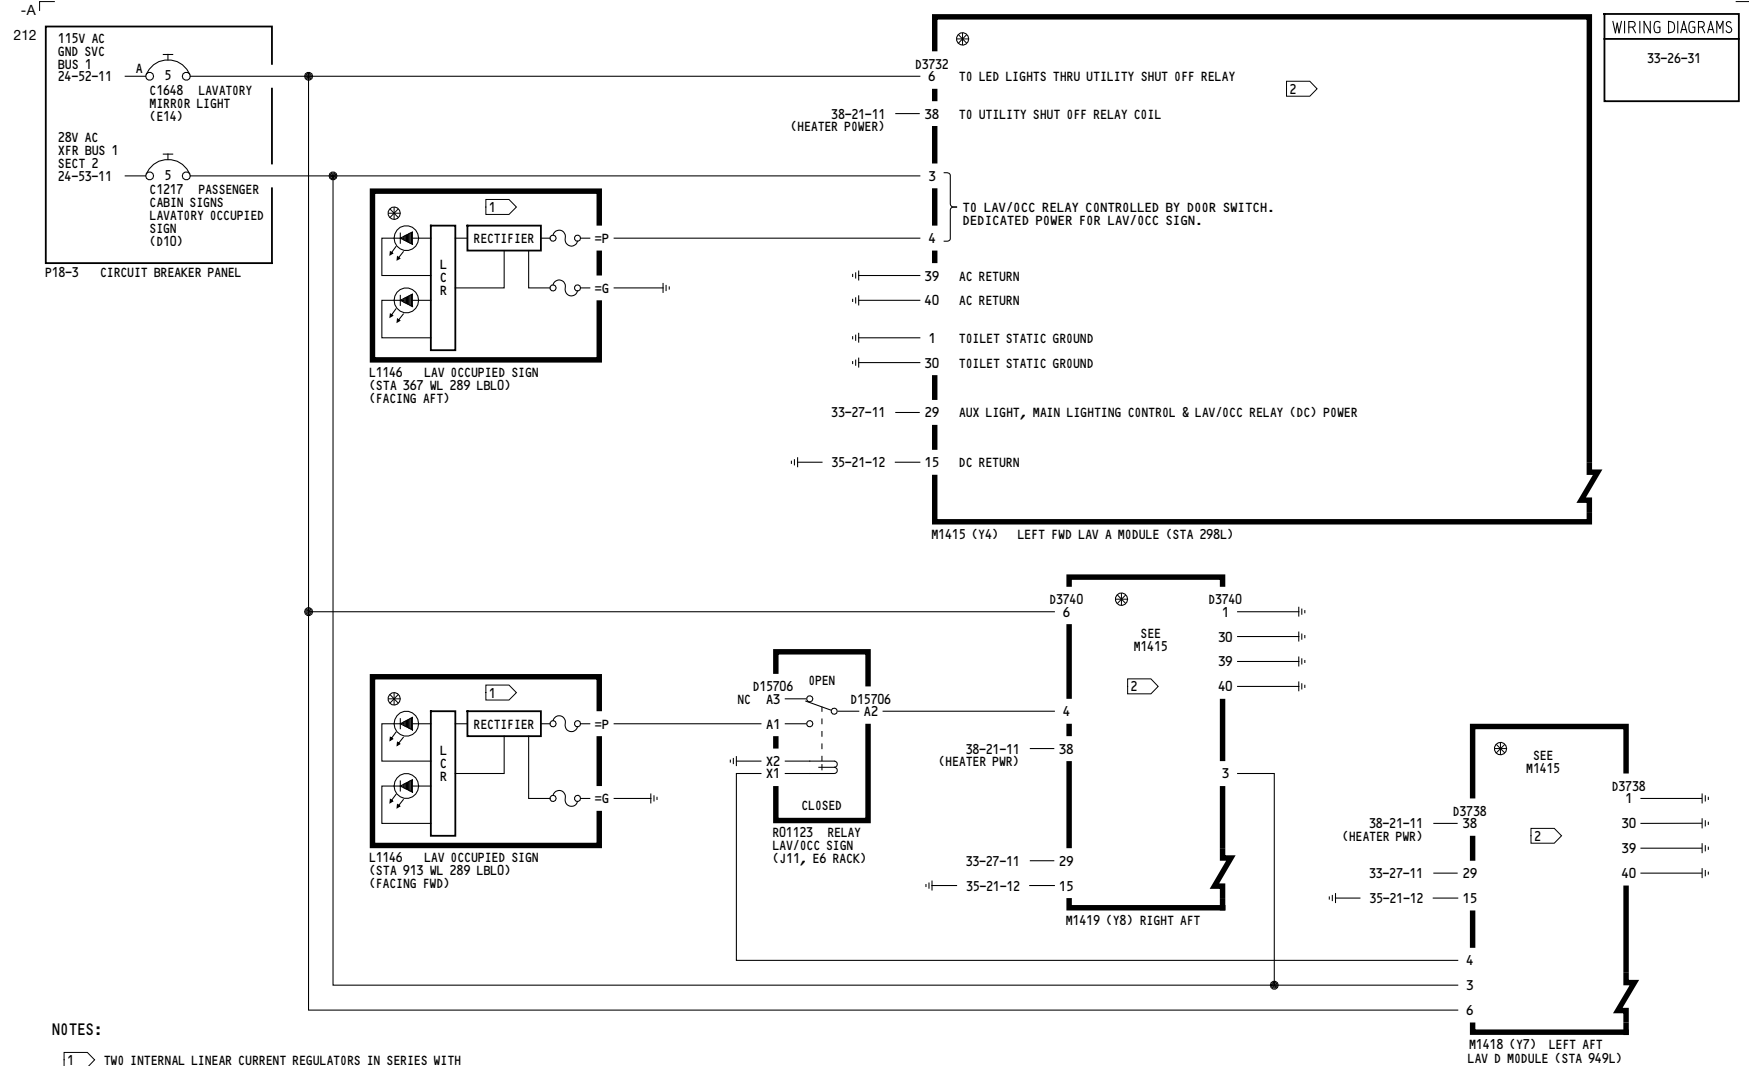 -A
212
115V AC
GND SVC
BUS 1
24-52-11
A
5
C1648 LAVATORY
MIRROR LIGHT
(E14)
28V AC
XFR BUS 1
SECT 2
24-53-11
5
C1217 PASSENGER
CABIN SIGNS
LAVATORY OCCUPIED
SIGN
(D10)
P18-3 CIRCUIT BREAKER PANEL
WIRING DIAGRAMS
33-26-31
D3732
6 TO LED LIGHTS THRU UTILITY SHUT OFF RELAY
2
38-21-11
(HEATER POWER)
38 TO UTILITY SHUT OFF RELAY COIL
3
TO LAV/OCC RELAY CONTROLLED BY DOOR SWITCH.
DEDICATED POWER FOR LAV/OCC SIGN.
4
39 AC RETURN
40 AC RETURN
1 TOILET STATIC GROUND
30 TOILET STATIC GROUND
33-27-11 29 AUX LIGHT, MAIN LIGHTING CONTROL & LAV/OCC RELAY (DC) POWER
35-21-12 15 DC RETURN
M1415 (Y4) LEFT FWD LAV A MODULE (STA 298L)
1
RECTIFIER
=P
L
C
R
=G
L1146 LAV OCCUPIED SIGN
(STA 367 WL 289 LBL0)
(FACING AFT)
1
RECTIFIER
=P
L
C
R
=G
L1146 LAV OCCUPIED SIGN
(STA 913 WL 289 LBL0)
(FACING FWD)
OPEN
D15706
NC A3
D15706
A2
A1
X2
X1
CLOSED
R01123 RELAY
LAV/OCC SIGN
(J11, E6 RACK)
D3740
6
D3740
1
SEE
M1415
30
39
2
40
4
38-21-11
(HEATER PWR)
38
3
33-27-11 29
35-21-12 15
M1419 (Y8) RIGHT AFT
SEE
M1415
D3738
1
D3738
38-21-11
(HEATER PWR)
38
30
2
39
33-27-11 29
40
35-21-12 15
4
3
6
M1418 (Y7) LEFT AFT
LAV D MODULE (STA 949L)
NOTES:
1 TWO INTERNAL LINEAR CURRENT REGULATORS IN SERIES WITH